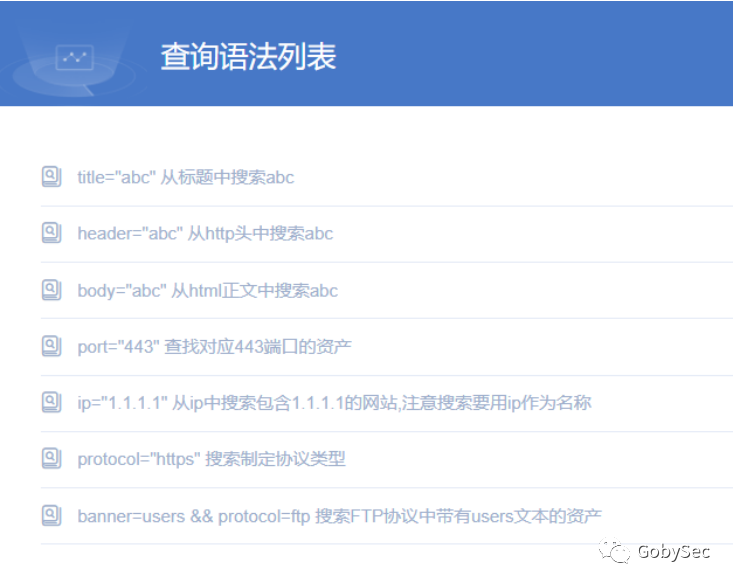 查询语法列表
title="abc" 从标题中搜索abc
header="abc" 从http头中搜索abc
body="abc" 从html正文中搜索abc
port="443" 查找对应443端口的资产
ip="1.1.1.1" 从ip中搜索包含1.1.1.1的网站,注意搜索要用ip作为名称
protocol="https" 搜索制定协议类型
banner=users && protocol=ftp 搜索FTP协议中带有users文本的资产
GobySec